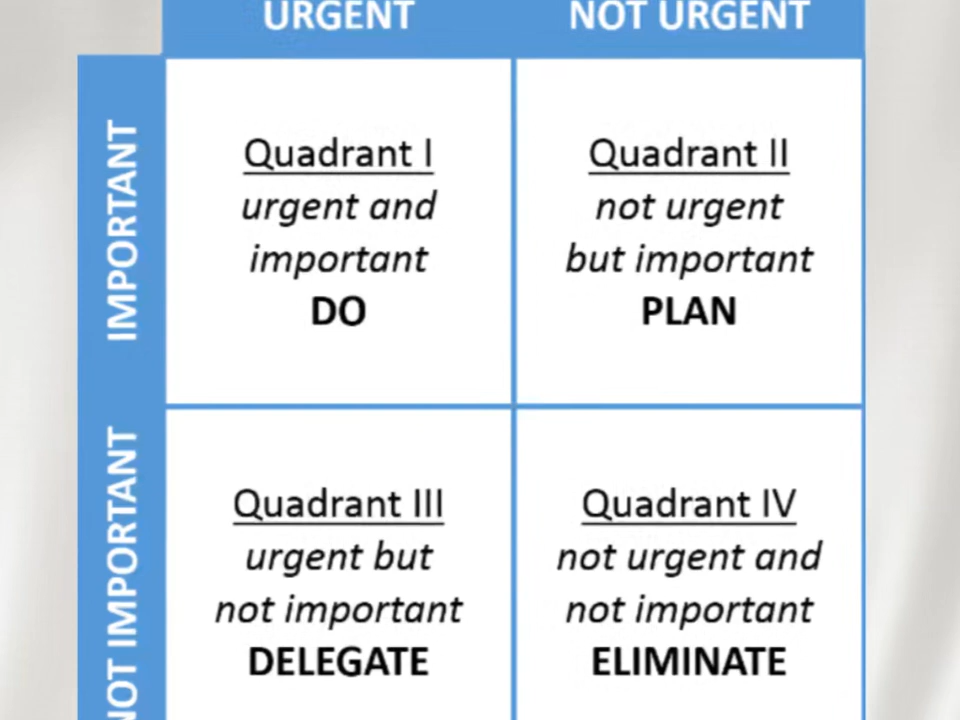 URGENT
NOT URGENT
IMPORTANT
Quadrant I
urgent and
important
DO
Quadrant II
not urgent
but important
PLAN
NOT IMPORTANT
Quadrant III
urgent but
not important
DELEGATE
Quadrant IV
not urgent and
not important
ELIMINATE